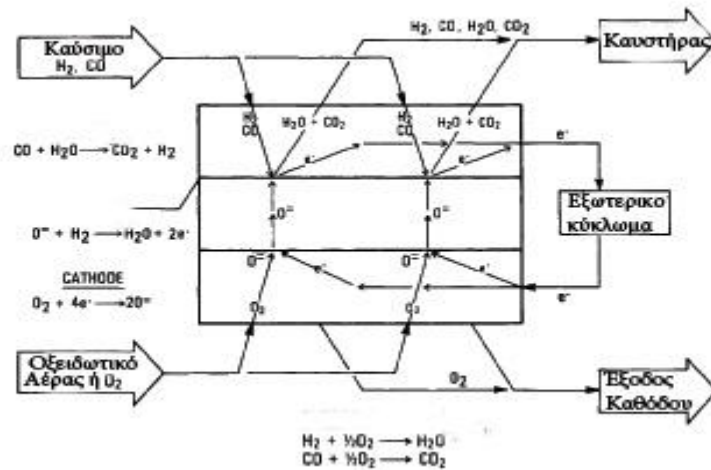 H₂, CO, H₂O, CO₂
Καύσιμο
H₂, CO
Καυστήρας
H₂
CO
H₂O + CO₂
H₂
CO
H₂O + CO₂
e⁻
e⁻
e⁻
CO + H₂O → CO₂ + H₂
O⁼
O⁼
Εξωτερικο
κύκλωμα
O⁼ + H₂ → H₂O + 2e⁻
O⁼
O⁼
e⁻
e⁻
e⁻
CATHODE
O₂ + 4e⁻ → 2O⁼
O₂
O₂
Οξειδωτικό
Αέρας ή O₂
O₂
Έξοδος
Καθόδου
H₂ + ½O₂ → H₂O
CO + ½O₂ → CO₂